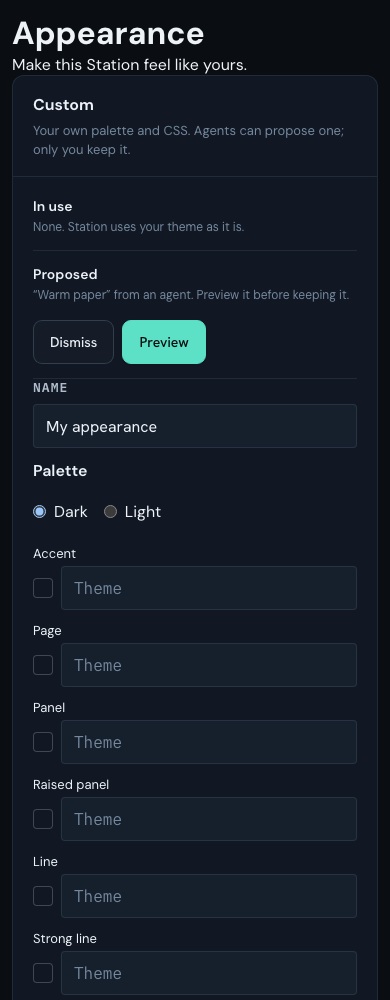 Appearance
Make this Station feel like yours.
Custom
Your own palette and CSS. Agents can propose one;
only you keep it.
In use
None. Station uses your theme as it is.
Proposed
“Warm paper” from an agent. Preview it before keeping it.
Dismiss
Preview
NAME
My appearance
Palette
Dark
Light
Accent
Theme
Page
Theme
Panel
Theme
Raised panel
Theme
Line
Theme
Strong line
Theme